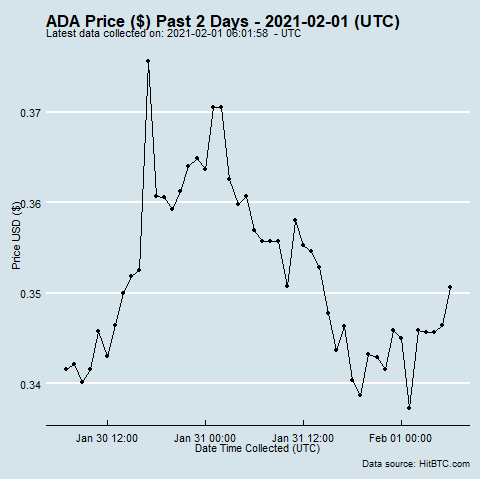 ADA Price ($) Past 2 Days - 2021-02-01 (UTC)
Latest data collected on: 2021-02-01 06:01:58 - UTC
Price USD ($)
0.37
0.36
0.35
0.34
Jan 30 12:00
Jan 31 00:00
Jan 31 12:00
Feb 01 00:00
Date Time Collected (UTC)
Data source: HitBTC.com